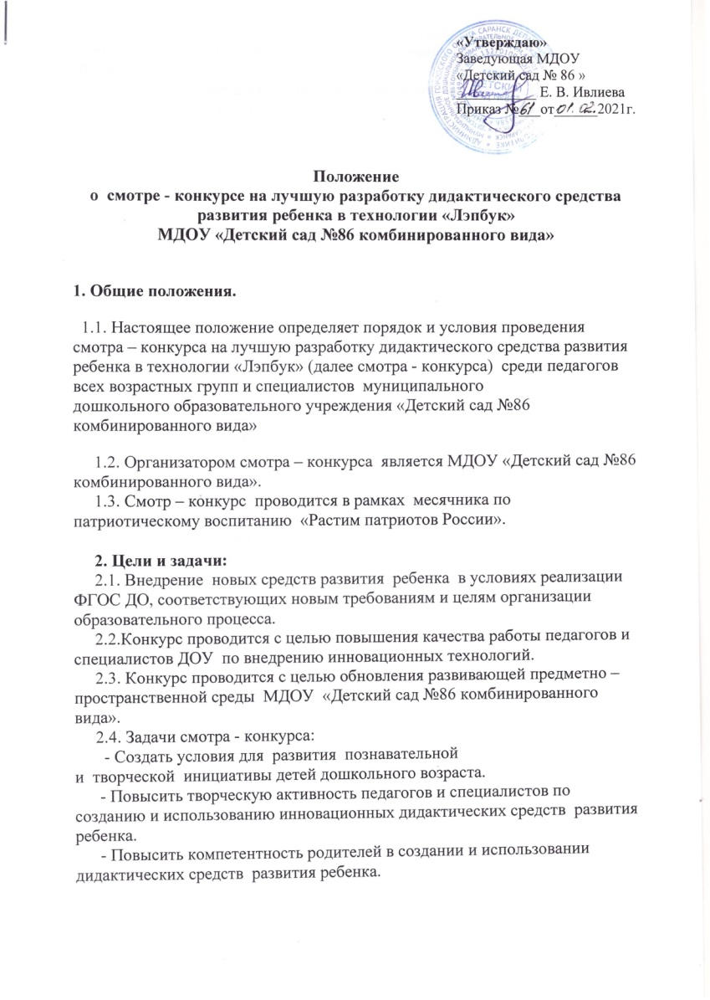 «Утверждаю»
Заведующая МДОУ
«Детский сад № 86 »
Е. В. Ивлиева
Приказ № 61 от 01.02.2021г.
Положение
о смотре - конкурсе на лучшую разработку дидактического средства
развития ребенка в технологии «Лэпбук»
МДОУ «Детский сад №86 комбинированного вида»
1. Общие положения.
1.1. Настоящее положение определяет порядок и условия проведения
смотра – конкурса на лучшую разработку дидактического средства развития
ребенка в технологии «Лэпбук» (далее смотра - конкурса) среди педагогов
всех возрастных групп и специалистов муниципального
дошкольного образовательного учреждения «Детский сад №86
комбинированного вида»
1.2. Организатором смотра – конкурса является МДОУ «Детский сад №86
комбинированного вида».
1.3. Смотр – конкурс проводится в рамках месячника по
патриотическому воспитанию «Растим патриотов России».
2. Цели и задачи:
2.1. Внедрение новых средств развития ребенка в условиях реализации
ФГОС ДО, соответствующих новым требованиям и целям организации
образовательного процесса.
2.2.Конкурс проводится с целью повышения качества работы педагогов и
специалистов ДОУ по внедрению инновационных технологий.
2.3. Конкурс проводится с целью обновления развивающей предметно –
пространственной среды МДОУ «Детский сад №86 комбинированного
вида».
2.4. Задачи смотра - конкурса:
- Создать условия для развития познавательной
и творческой инициативы детей дошкольного возраста.
- Повысить творческую активность педагогов и специалистов по
созданию и использованию инновационных дидактических средств развития
ребенка.
- Повысить компетентность родителей в создании и использовании
дидактических средств развития ребенка.